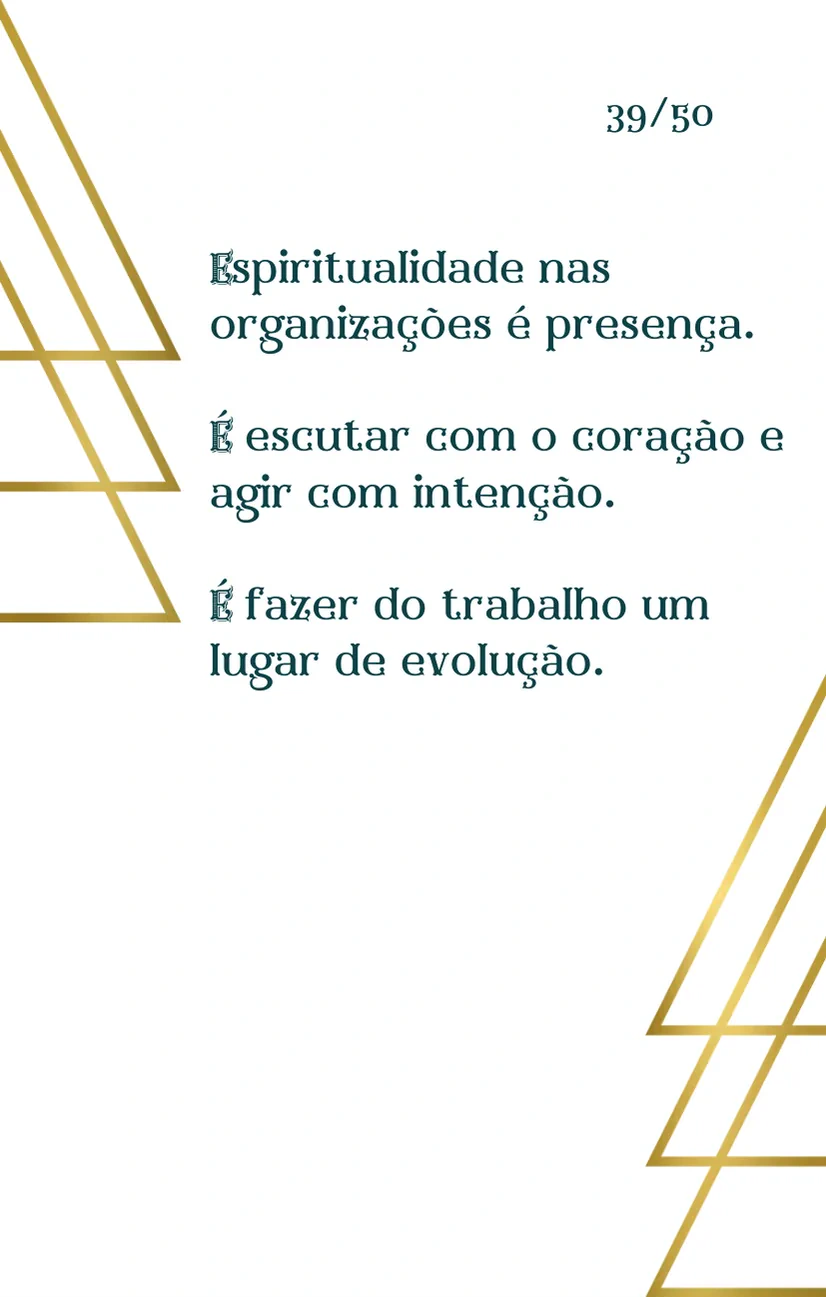 39/50
Espiritualidade nas
organizações é presença.
É escutar com o coração e
agir com intenção.
É fazer do trabalho um
lugar de evolução.